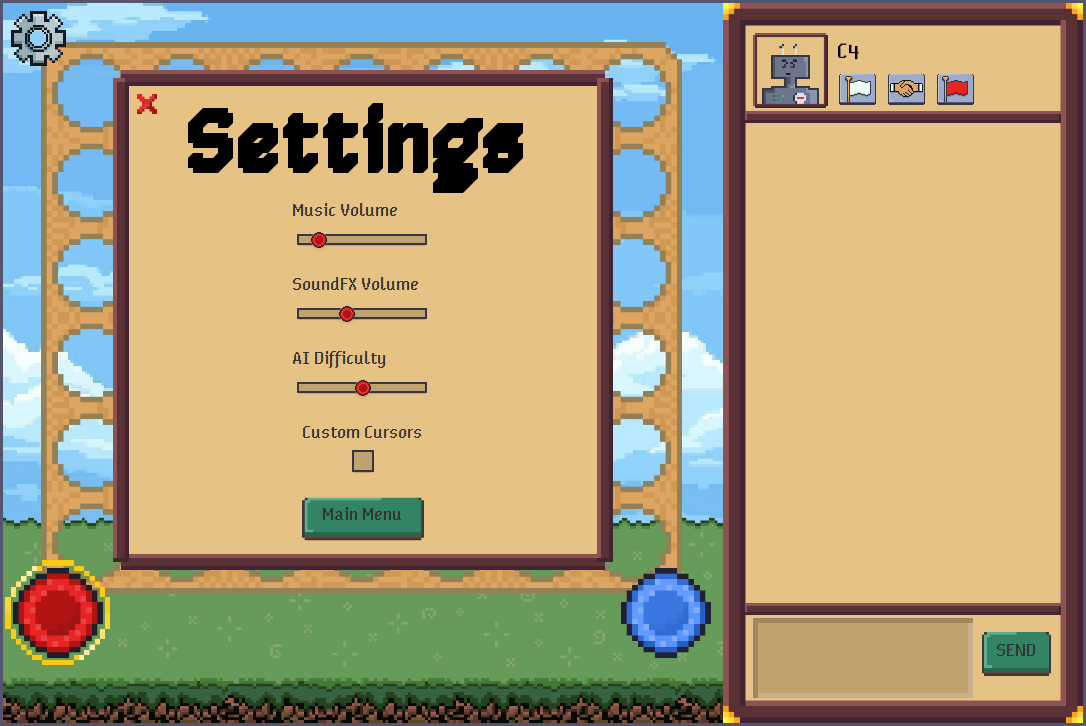 Settings
Music Volume
SoundFX Volume
AI Difficulty
Custom Cursors
Main Menu
C4
SEND